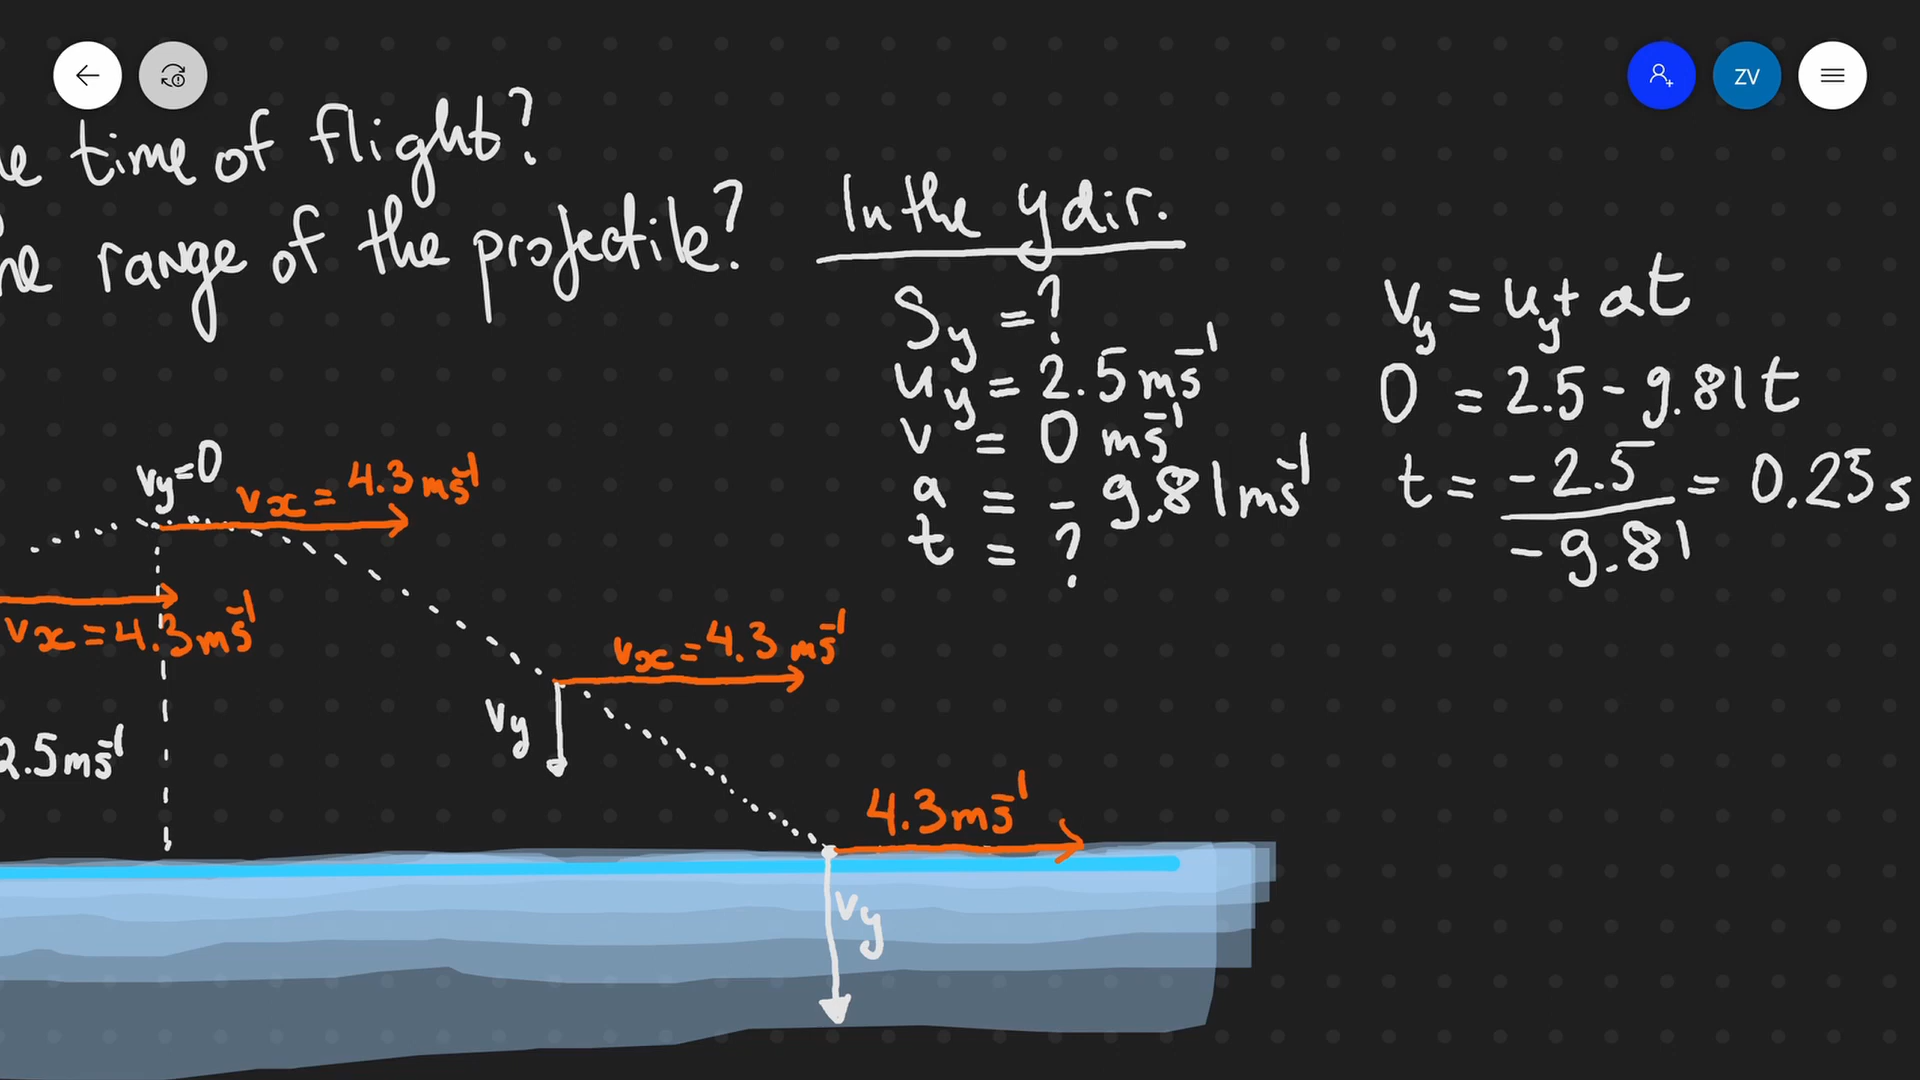 ZV
e time of flight?
he range of the projectile?
In the y dir.
Sy = ?
uy = 2.5 ms⁻¹
v = 0 ms⁻¹
a = - 9.81 ms⁻¹
t = ?
vy = uy + at
0 = 2.5 - 9.81 t
t = -2.5 / -9.81 = 0.25 s
vy = 0
vx = 4.3 ms⁻¹
vx = 4.3 ms⁻¹
vx = 4.3 ms⁻¹
vy
2.5 ms⁻¹
4.3 ms⁻¹
vy